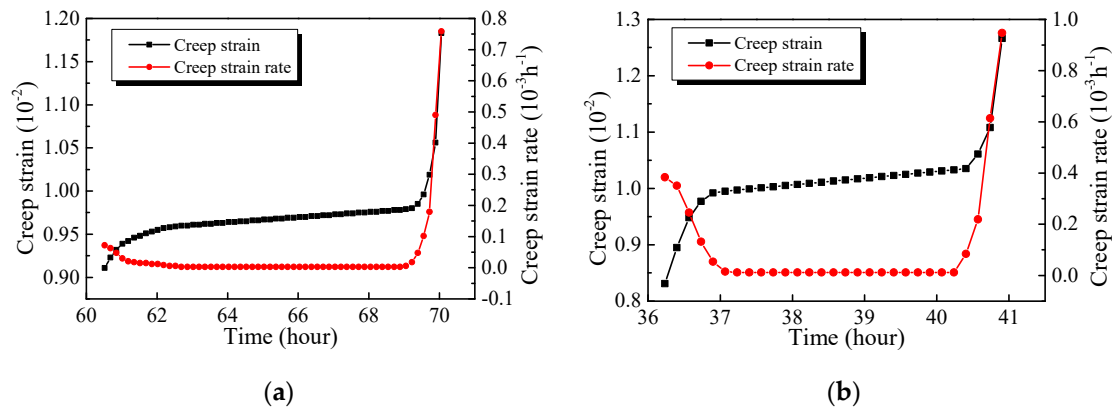 1.20
1.15
1.10
1.05
1.00
0.95
0.90
Creep strain (10⁻²)
Creep strain
Creep strain rate
0.8
0.7
0.6
0.5
0.4
0.3
0.2
0.1
0.0
-0.1
Creep strain rate (10⁻³h⁻¹)
60 62 64 66 68 70
Time (hour)
(a)
1.3
1.2
1.1
1.0
0.9
0.8
Creep strain (10⁻²)
Creep strain
Creep strain rate
1.0
0.8
0.6
0.4
0.2
0.0
Creep strain rate (10⁻³h⁻¹)
36 37 38 39 40 41
Time (hour)
(b)